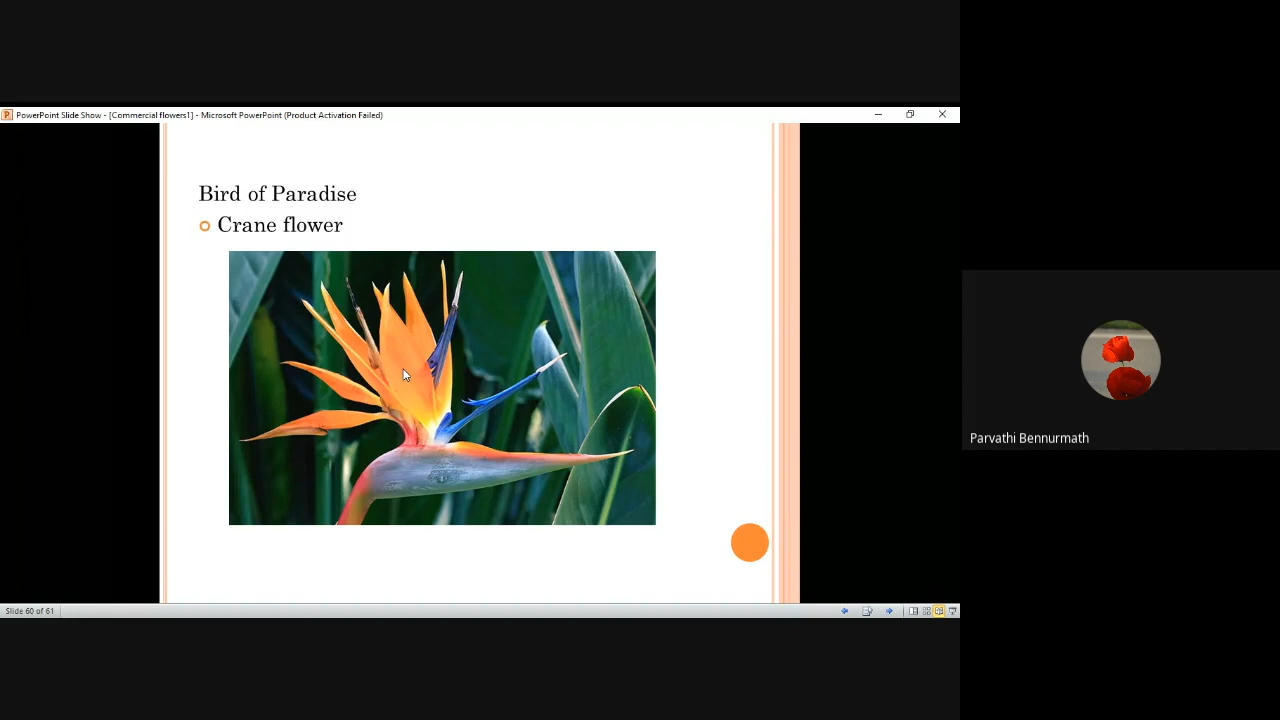 PowerPoint Slide Show - [Commercial flowers1] - Microsoft PowerPoint (Product Activation Failed)
Bird of Paradise
Crane flower
Parvathi Bennurmath
Slide 60 of 61